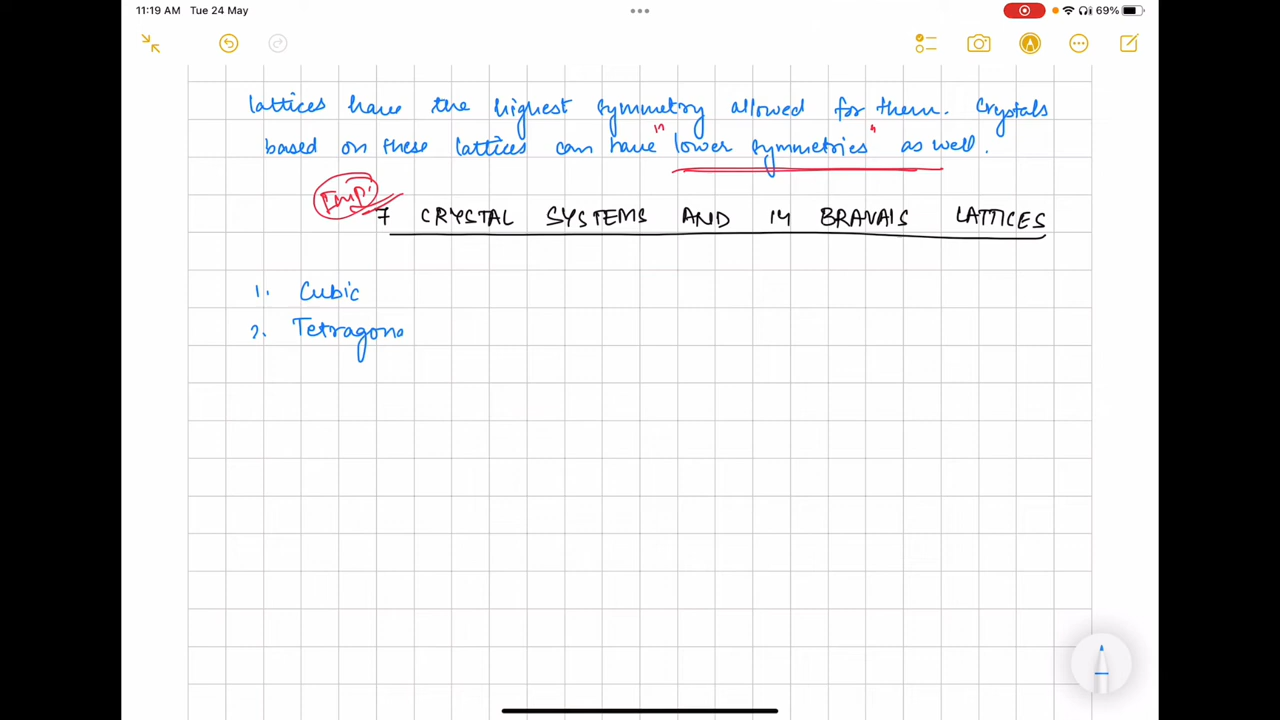 11:19 AM Tue 24 May
69%
lattices have the highest symmetry allowed for them. Crystals
based on these lattices can have "lower symmetries" as well.
Imp.
7 CRYSTAL SYSTEMS AND 14 BRAVAIS LATTICES
1. Cubic
2. Tetragona